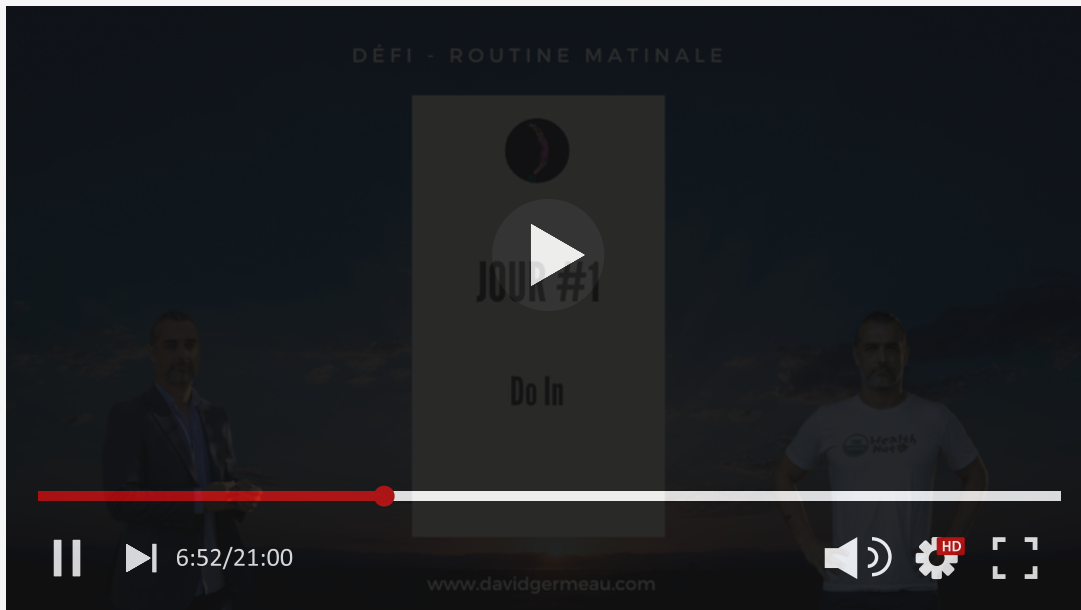 DÉFI - ROUTINE MATINALE
JOUR #1
Do In
6:52/21:00
HD
www.davidgermeau.com